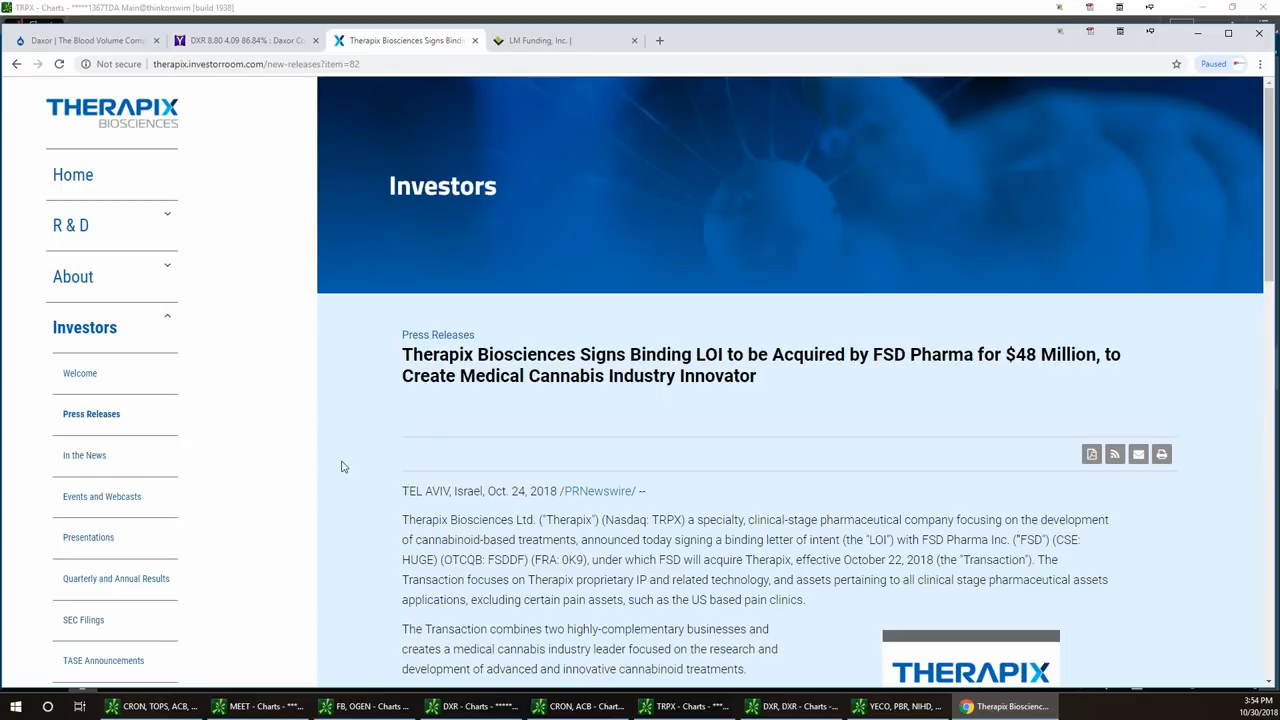 TRPX - Charts - *****1367TDA Main@thinkorswim [build 1938]
Daxor | The Blood Volume Comp
DXR 8.80 4.09 86.84% : Daxor Co
Therapix Biosciences Signs Bindi
LM Funding, Inc. |
Not secure
therapix.investorroom.com/new-releases?item=82
Paused
THERAPIX
BIOSCIENCES
Home
R & D
About
Investors
Welcome
Press Releases
In the News
Events and Webcasts
Presentations
Quarterly and Annual Results
SEC Filings
TASE Announcements
Investors
Press Releases
Therapix Biosciences Signs Binding LOI to be Acquired by FSD Pharma for $48 Million, to
Create Medical Cannabis Industry Innovator
TEL AVIV, Israel, Oct. 24, 2018 /PRNewswire/ --
Therapix Biosciences Ltd. ("Therapix") (Nasdaq: TRPX) a specialty, clinical-stage pharmaceutical company focusing on the development
of cannabinoid-based treatments, announced today signing a binding letter of intent (the "LOI") with FSD Pharma Inc. ("FSD") (CSE:
HUGE) (OTCQB: FSDDF) (FRA: 0K9), under which FSD will acquire Therapix, effective October 22, 2018 (the "Transaction"). The
Transaction focuses on Therapix proprietary IP and related technology, and assets pertaining to all clinical stage pharmaceutical assets
applications, excluding certain pain assets, such as the US based pain clinics.
The Transaction combines two highly-complementary businesses and
creates a medical cannabis industry leader focused on the research and
development of advanced and innovative cannabinoid treatments.
THERAPIX
CRON, TOPS, ACB, ...
MEET - Charts - ***...
FB, OGEN - Charts ...
DXR - Charts - ****...
CRON, ACB - Chart...
TRPX - Charts - ****...
DXR, DXR - Charts -...
YECO, PBR, NIHD, ...
Therapix Bioscienc...
3:54 PM
10/30/2018